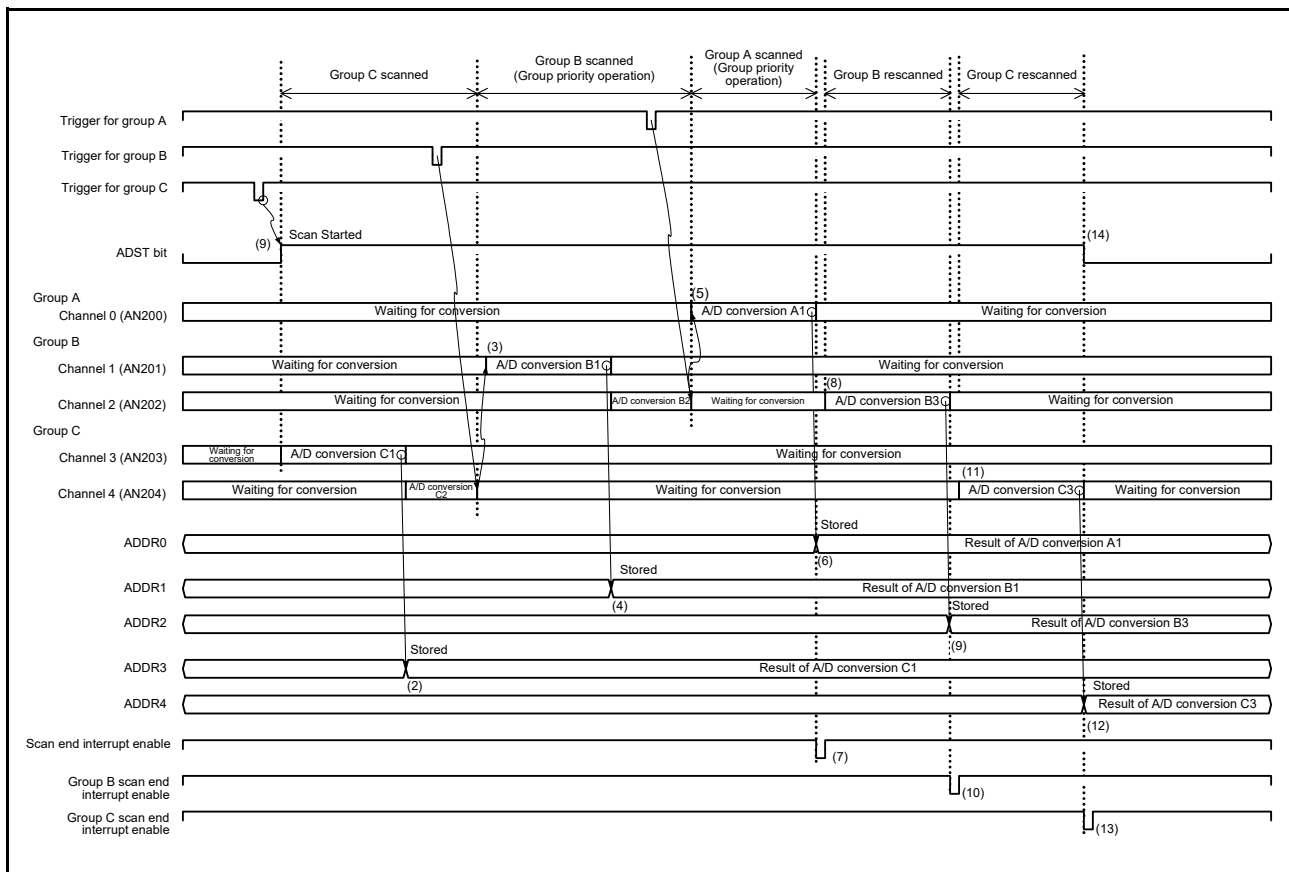 Group C scanned
Group B scanned
(Group priority operation)
Group A scanned
(Group priority
operation)
Group B rescanned
Group C rescanned
Trigger for group A
Trigger for group B
Trigger for group C
(9)
Scan Started
(14)
ADST bit
Group A
Channel 0 (AN200)
Waiting for conversion
(5)
A/D conversion A1
Waiting for conversion
Group B
Channel 1 (AN201)
Waiting for conversion
(3)
A/D conversion B1
Waiting for conversion
Channel 2 (AN202)
Waiting for conversion
A/D conversion B2
Waiting for conversion
(8)
A/D conversion B3
Waiting for conversion
Group C
Channel 3 (AN203)
Waiting for
conversion
A/D conversion C1
Waiting for conversion
Channel 4 (AN204)
Waiting for conversion
A/D conversion
C2
Waiting for conversion
(11)
A/D conversion C3
Waiting for conversion
ADDR0
Stored
Result of A/D conversion A1
(6)
ADDR1
Stored
Result of A/D conversion B1
(4)
ADDR2
Stored
Result of A/D conversion B3
(9)
ADDR3
Stored
Result of A/D conversion C1
(2)
ADDR4
Stored
Result of A/D conversion C3
(12)
Scan end interrupt enable
(7)
Group B scan end
interrupt enable
(10)
Group C scan end
interrupt enable
(13)